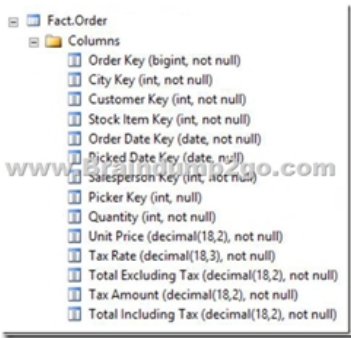 Fact.Order
Columns
Order Key (bigint, not null)
City Key (int, not null)
Customer Key (int, not null)
Stock Item Key (int, not null)
Order Date Key (date, not null)
Picked Date Key (date, null)
www.Braindump2go.com
Salesperson Key (int, not null)
Picker Key (int, null)
Quantity (int, not null)
Unit Price (decimal(18,2), not null)
Tax Rate (decimal(18,3), not null)
Total Excluding Tax (decimal(18,2), not null)
Tax Amount (decimal(18,2), not null)
Total Including Tax (decimal(18,2), not null)